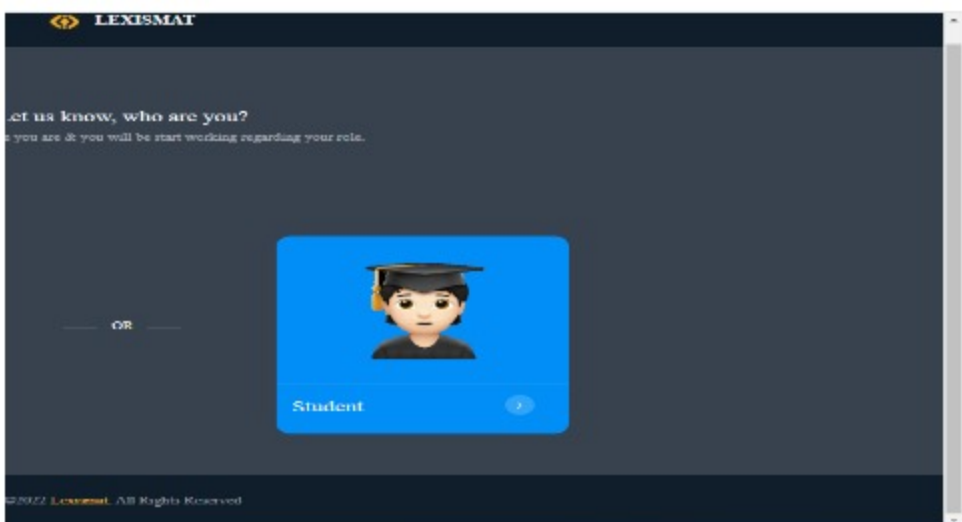 LEXISMAT
.et us know, who are you?
s you are & you will be start working regarding your role.
OR
Student
©2022 Lexismat. All Rights Reserved